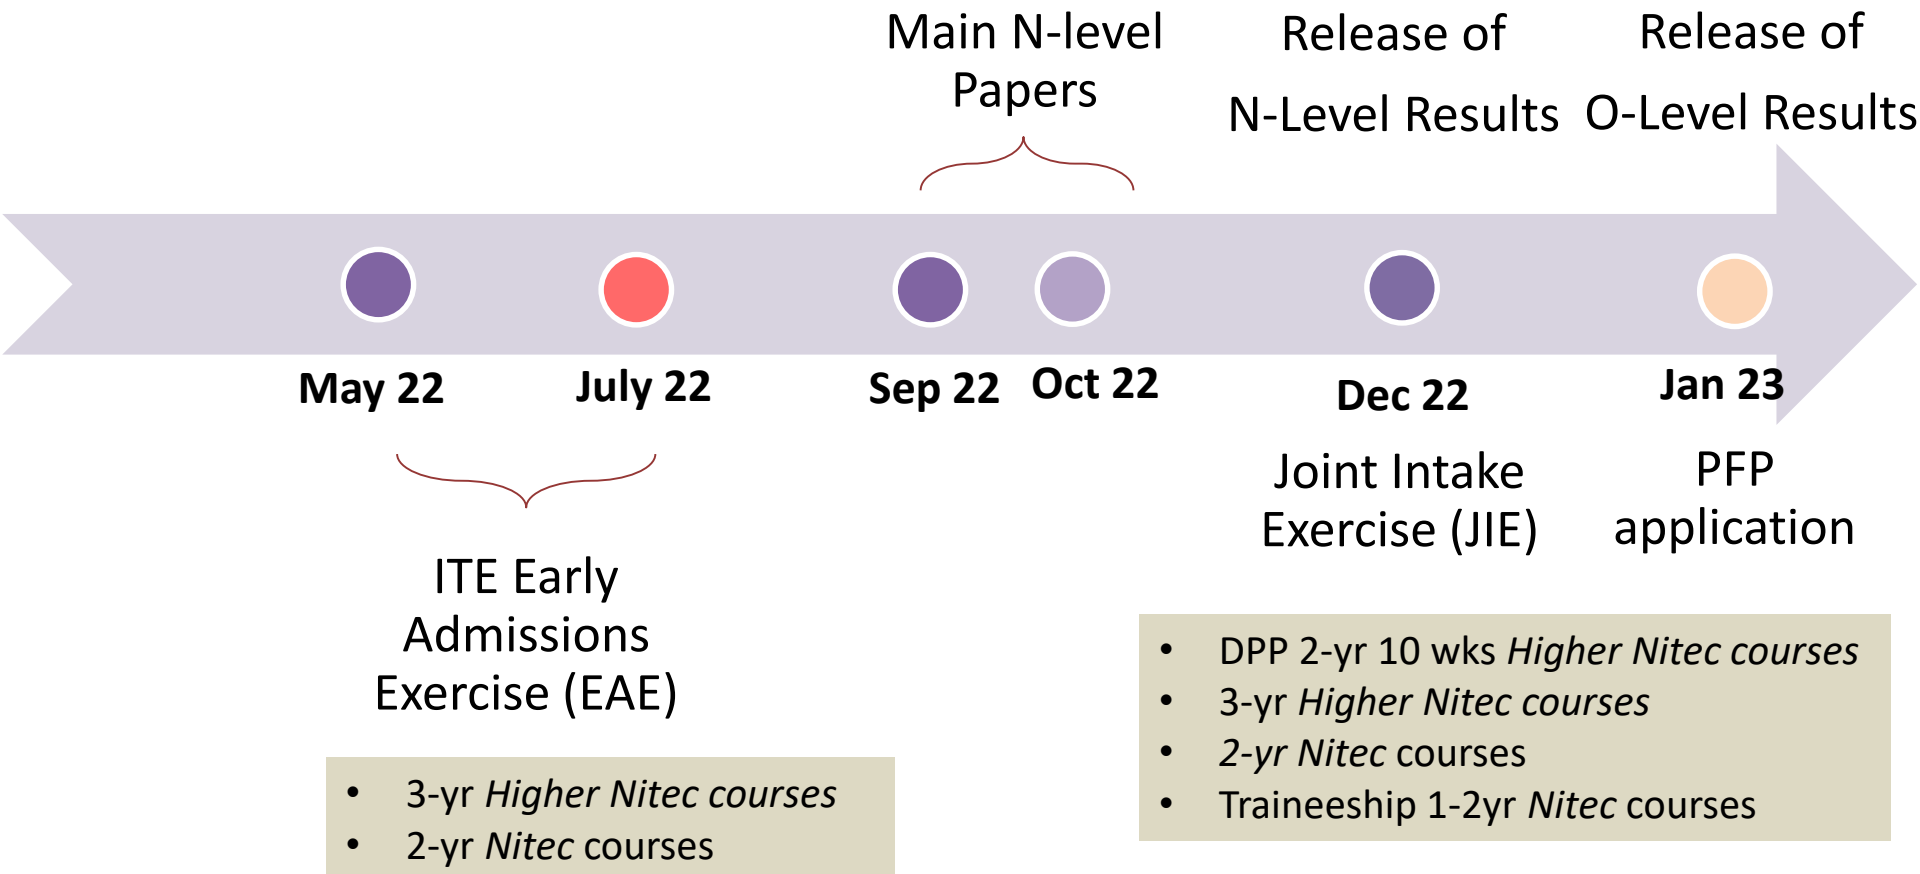 Main N-level
Papers
Release of
N-Level Results
Release of
O-Level Results
May 22
July 22
Sep 22
Oct 22
Dec 22
Jan 23
ITE Early
Admissions
Exercise (EAE)
Joint Intake
Exercise (JIE)
PFP
application
• 3-yr Higher Nitec courses
• 2-yr Nitec courses
• DPP 2-yr 10 wks Higher Nitec courses
• 3-yr Higher Nitec courses
• 2-yr Nitec courses
• Traineeship 1-2yr Nitec courses